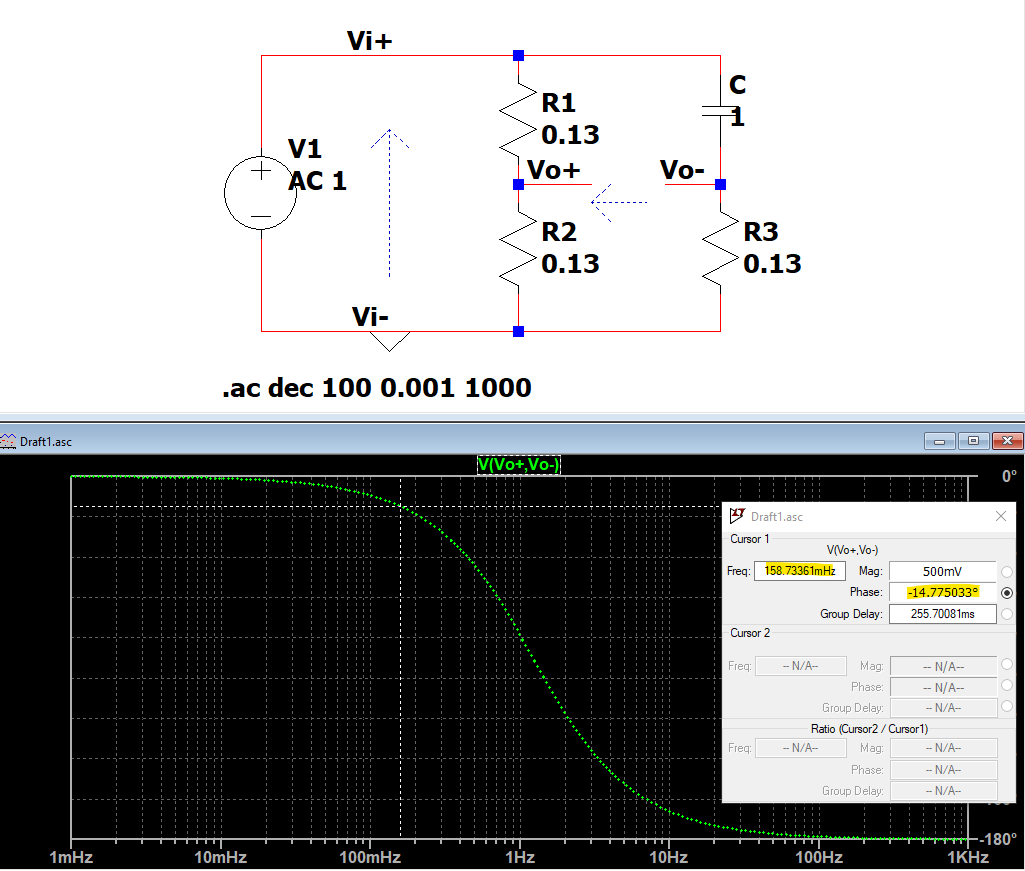 Vi+
V1
AC 1
R1
0.13
C
1
Vo+
Vo-
R2
0.13
R3
0.13
Vi-
.ac dec 100 0.001 1000
Draft1.asc
V(Vo+,Vo-)
0°
-180°
1mHz 10mHz 100mHz 1Hz 10Hz 100Hz 1KHz
Draft1.asc
Cursor 1
V(Vo+,Vo-)
Freq: 158.73361mHz Mag: 500mV
Phase: -14.775033°
Group Delay: 255.70081ms
Cursor 2
Freq: -- N/A-- Mag: -- N/A--
Phase: -- N/A--
Group Delay: -- N/A--
Ratio (Cursor2 / Cursor1)
Freq: -- N/A-- Mag: -- N/A--
Phase: -- N/A--
Group Delay: -- N/A--